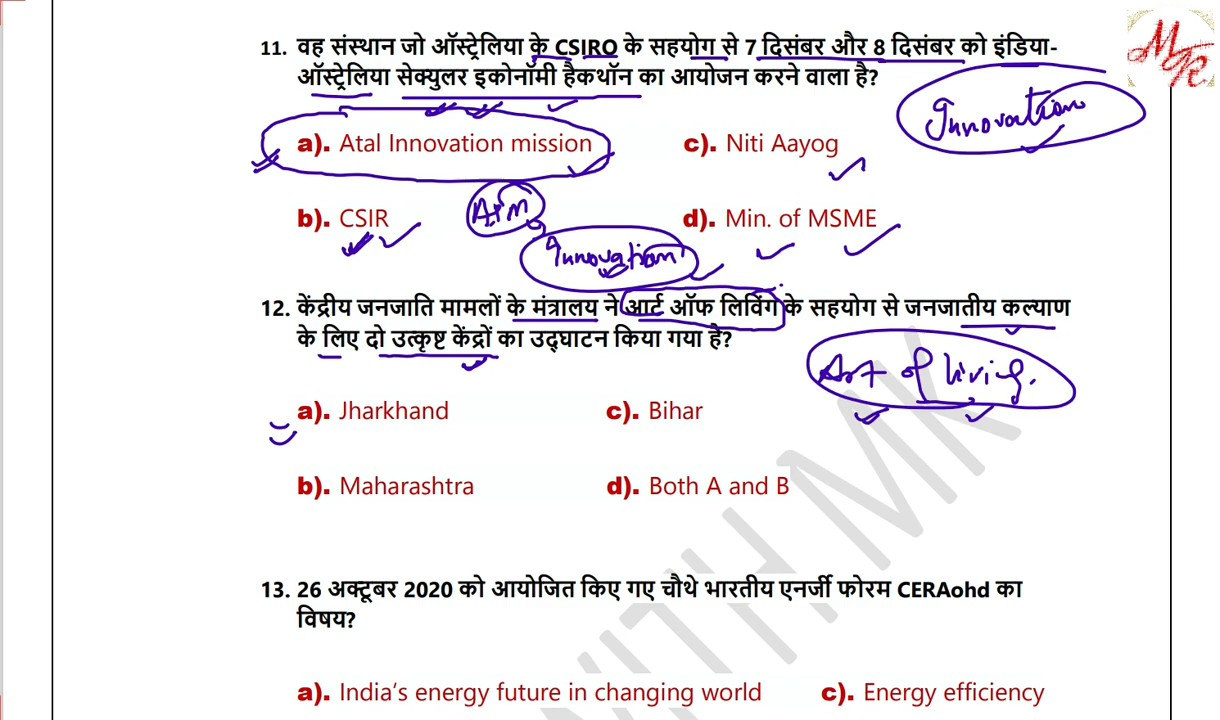 11. वह संस्थान जो ऑस्ट्रेलिया के CSIRO के सहयोग से 7 दिसंबर और 8 दिसंबर को इंडिया-
ऑस्ट्रेलिया सेक्युलर इकोनॉमी हैकथॉन का आयोजन करने वाला है?
MTR
Innovation
a). Atal Innovation mission
c). Niti Aayog
AIM
b). CSIR
d). Min. of MSME
Innovation
12. केंद्रीय जनजाति मामलों के मंत्रालय ने आर्ट ऑफ लिविंग के सहयोग से जनजातीय कल्याण
के लिए दो उत्कृष्ट केंद्रों का उद्घाटन किया गया है?
Art of living.
a). Jharkhand
c). Bihar
b). Maharashtra
d). Both A and B
WITH MK
13. 26 अक्टूबर 2020 को आयोजित किए गए चौथे भारतीय एनर्जी फोरम CERAohd का
विषय?
a). India's energy future in changing world
c). Energy efficiency